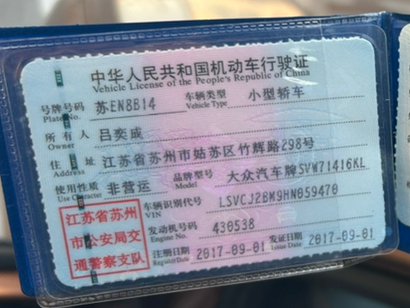 中华人民共和国机动车行驶证
Vehicle License of the People's Republic of China
号牌号码 苏EN8B14 车辆类型 小型轿车
Plate No. Vehicle Type
所有人 吕奕成
Owner
住址 江苏省苏州市姑苏区竹辉路298号
Address
使用性质 非营运 品牌型号 大众汽车牌SVW71416KL
Use Character Model
江苏省苏州市公安局交通警察支队
车辆识别代号 LSVCJ2BM9HN059470
VIN
发动机号码 430538
Engine No.
注册日期 2017-09-01 发证日期 2017-09-01
Register Date Issue Date